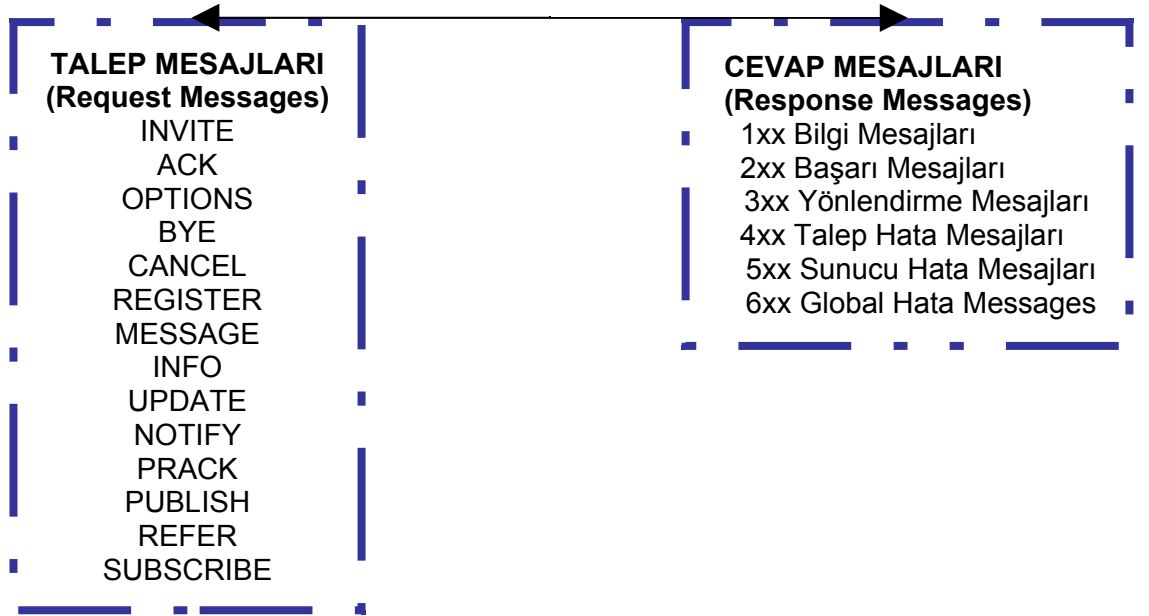 TALEP MESAJLARI
(Request Messages)
INVITE
ACK
OPTIONS
BYE
CANCEL
REGISTER
MESSAGE
INFO
UPDATE
NOTIFY
PRACK
PUBLISH
REFER
SUBSCRIBE
CEVAP MESAJLARI
(Response Messages)
1xx Bilgi Mesajları
2xx Başarı Mesajları
3xx Yönlendirme Mesajları
4xx Talep Hata Mesajları
5xx Sunucu Hata Mesajları
6xx Global Hata Messages